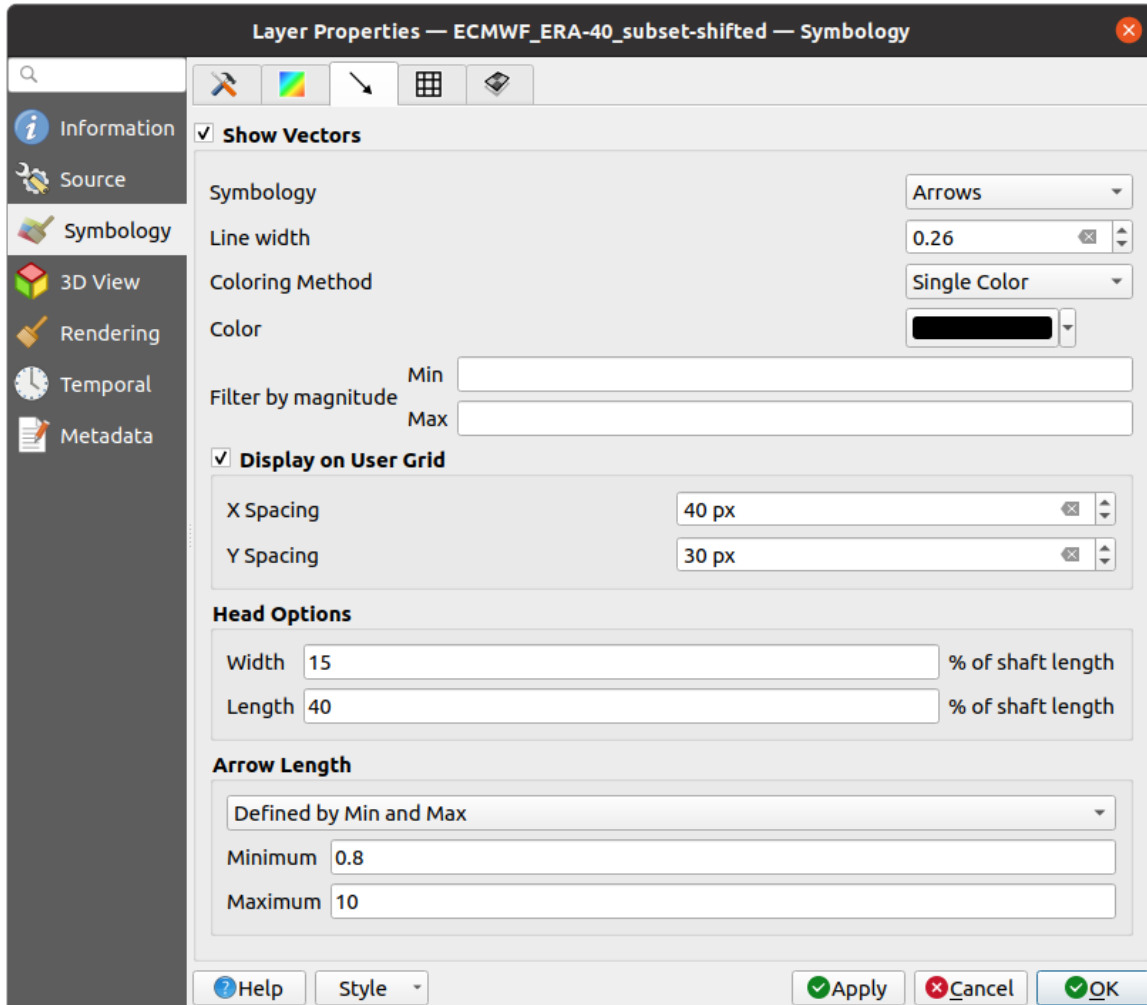 Layer Properties — ECMWF_ERA-40_subset-shifted — Symbology
Information
Source
Symbology
3D View
Rendering
Temporal
Metadata
Show Vectors
Symbology Arrows
Line width 0.26
Coloring Method Single Color
Color
Filter by magnitude
Min
Max
Display on User Grid
X Spacing 40 px
Y Spacing 30 px
Head Options
Width 15 % of shaft length
Length 40 % of shaft length
Arrow Length
Defined by Min and Max
Minimum 0.8
Maximum 10
Help Style Apply Cancel OK